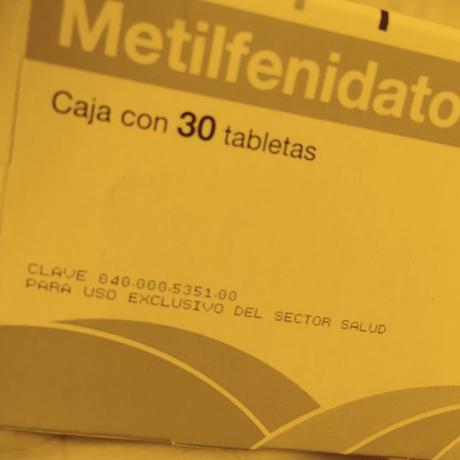 Metilfenidato
Caja con 30 tabletas
CLAVE 040.000.5351.00
PARA USO EXCLUSIVO DEL SECTOR SALUD